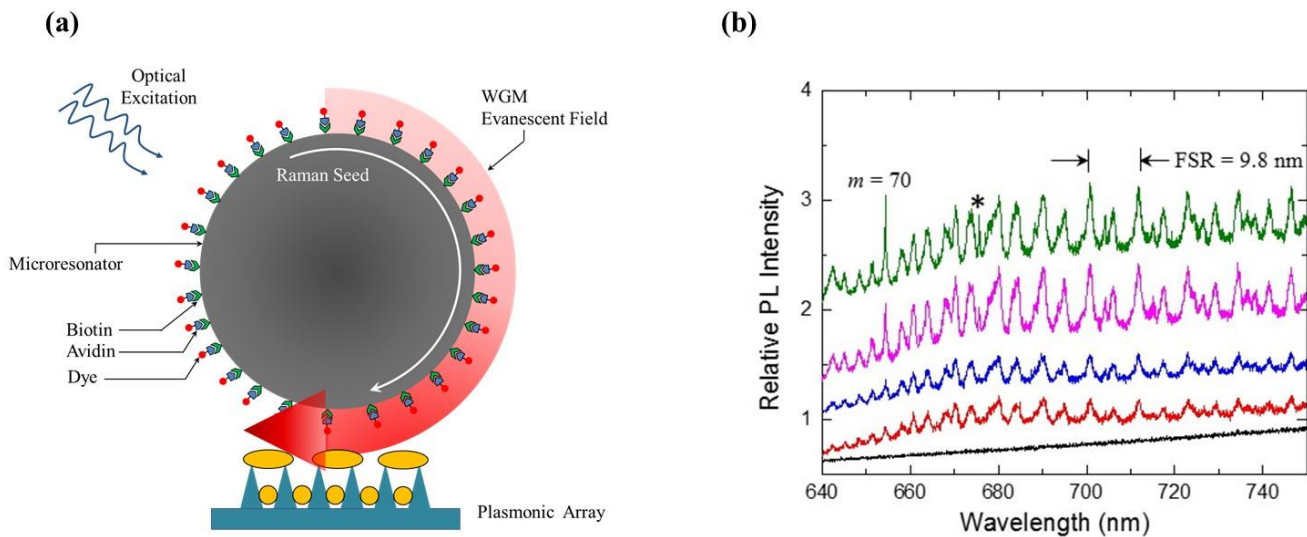 (a)
Optical
Excitation
WGM
Evanescent Field
Raman Seed
Microresonator
Biotin
Avidin
Dye
Plasmonic Array
(b)
4
3
2
1
Relative PL Intensity
m = 70
*
FSR = 9.8 nm
640 660 680 700 720 740
Wavelength (nm)